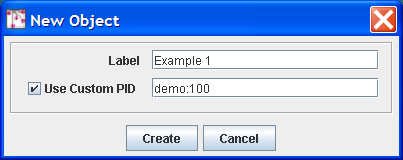 New Object
Label Example 1
Use Custom PID demo:100
Create Cancel